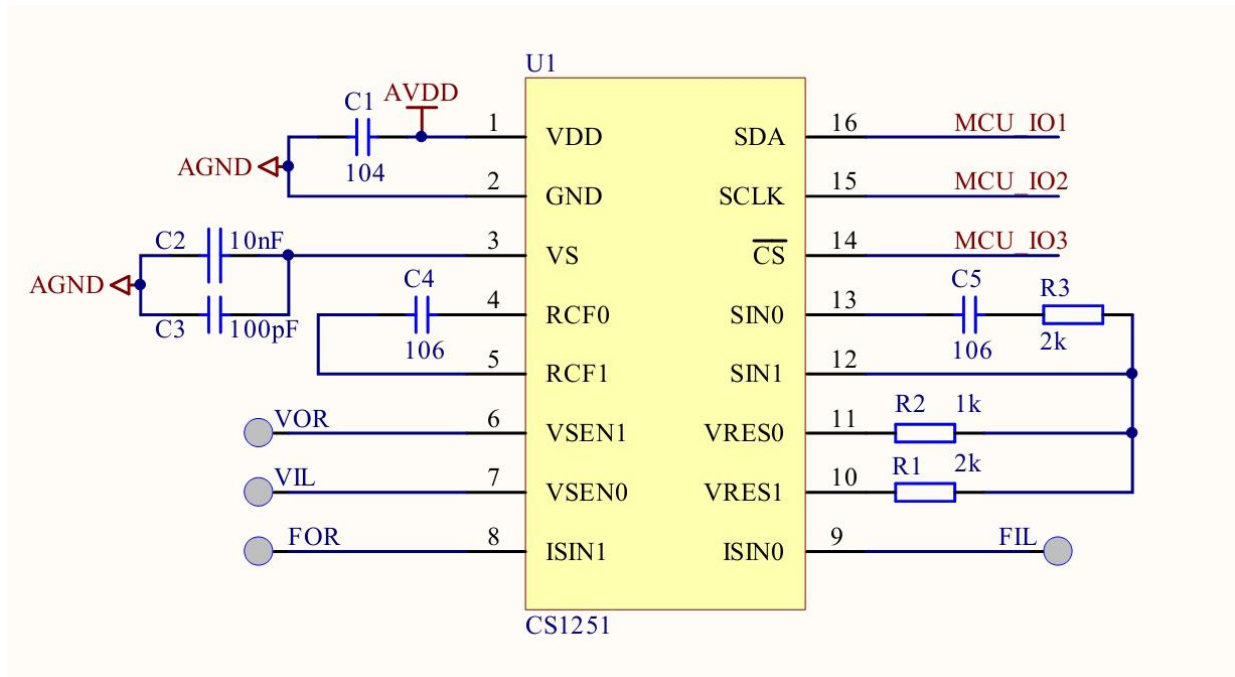 U1
C1 AVDD
1 VDD SDA 16 MCU_IO1
AGND
104
2 GND SCLK 15 MCU_IO2
C2 10nF 3 VS CS 14 MCU_IO3
AGND
C4 C5 R3
C3 100pF 4 RCF0 SIN0 13
106 106 2k
5 RCF1 SIN1 12
R2 1k
VOR 6 VSEN1 VRES0 11
R1 2k
VIL 7 VSEN0 VRES1 10
FOR 8 ISIN1 ISIN0 9 FIL
CS1251